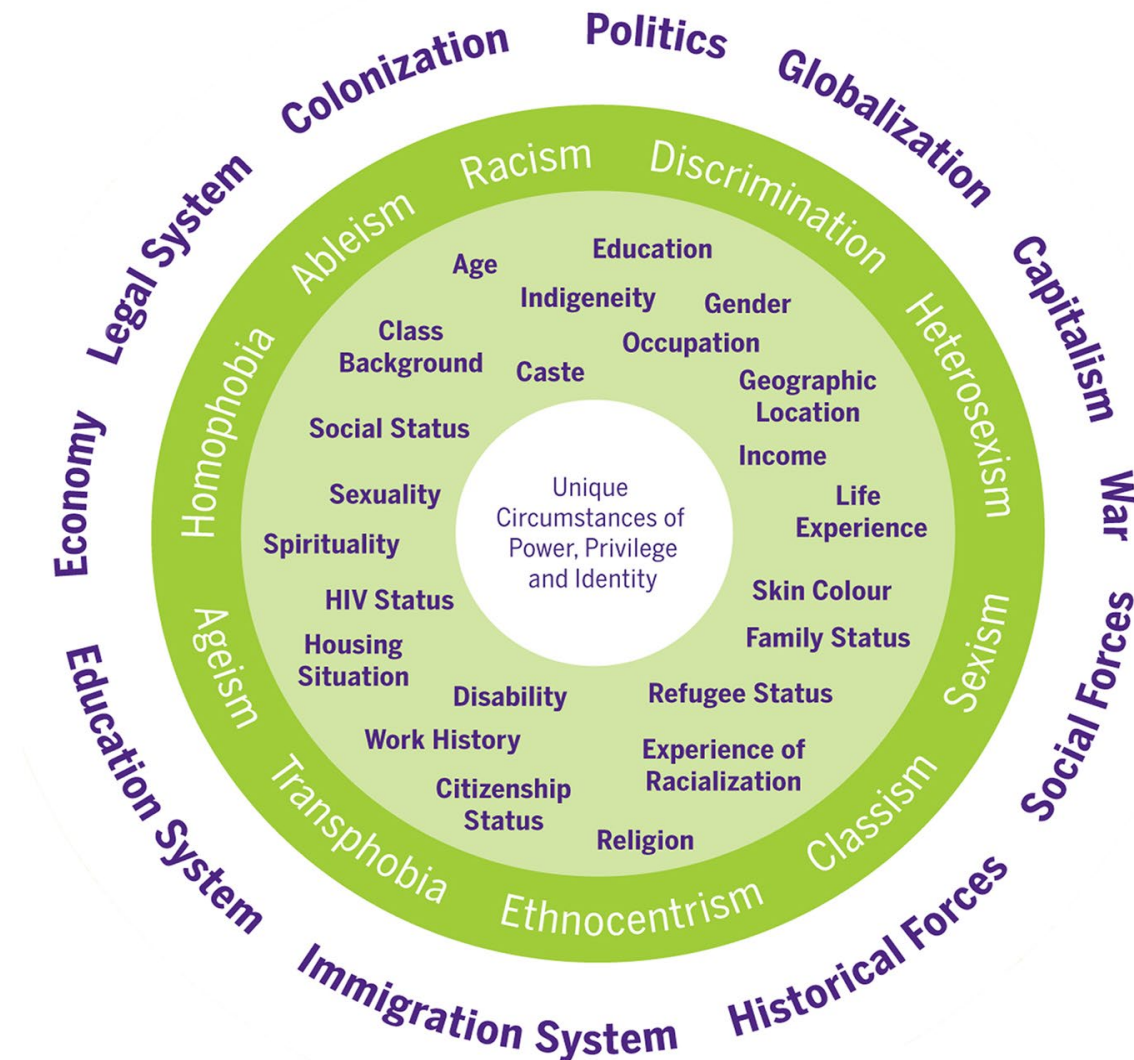 Politics
Globalization
Capitalism
War
Social Forces
Historical Forces
Immigration System
Education System
Economy
Legal System
Colonization
Racism
Discrimination
Heterosexism
Sexism
Classism
Ethnocentrism
Transphobia
Ageism
Homophobia
Ableism
Age
Education
Indigeneity
Gender
Class
Background
Occupation
Caste
Geographic
Location
Social Status
Income
Sexuality
Life
Experience
Spirituality
HIV Status
Skin Colour
Housing
Situation
Family Status
Disability
Refugee Status
Work History
Experience of
Racialization
Citizenship
Status
Religion
Unique
Circumstances of
Power, Privilege
and Identity